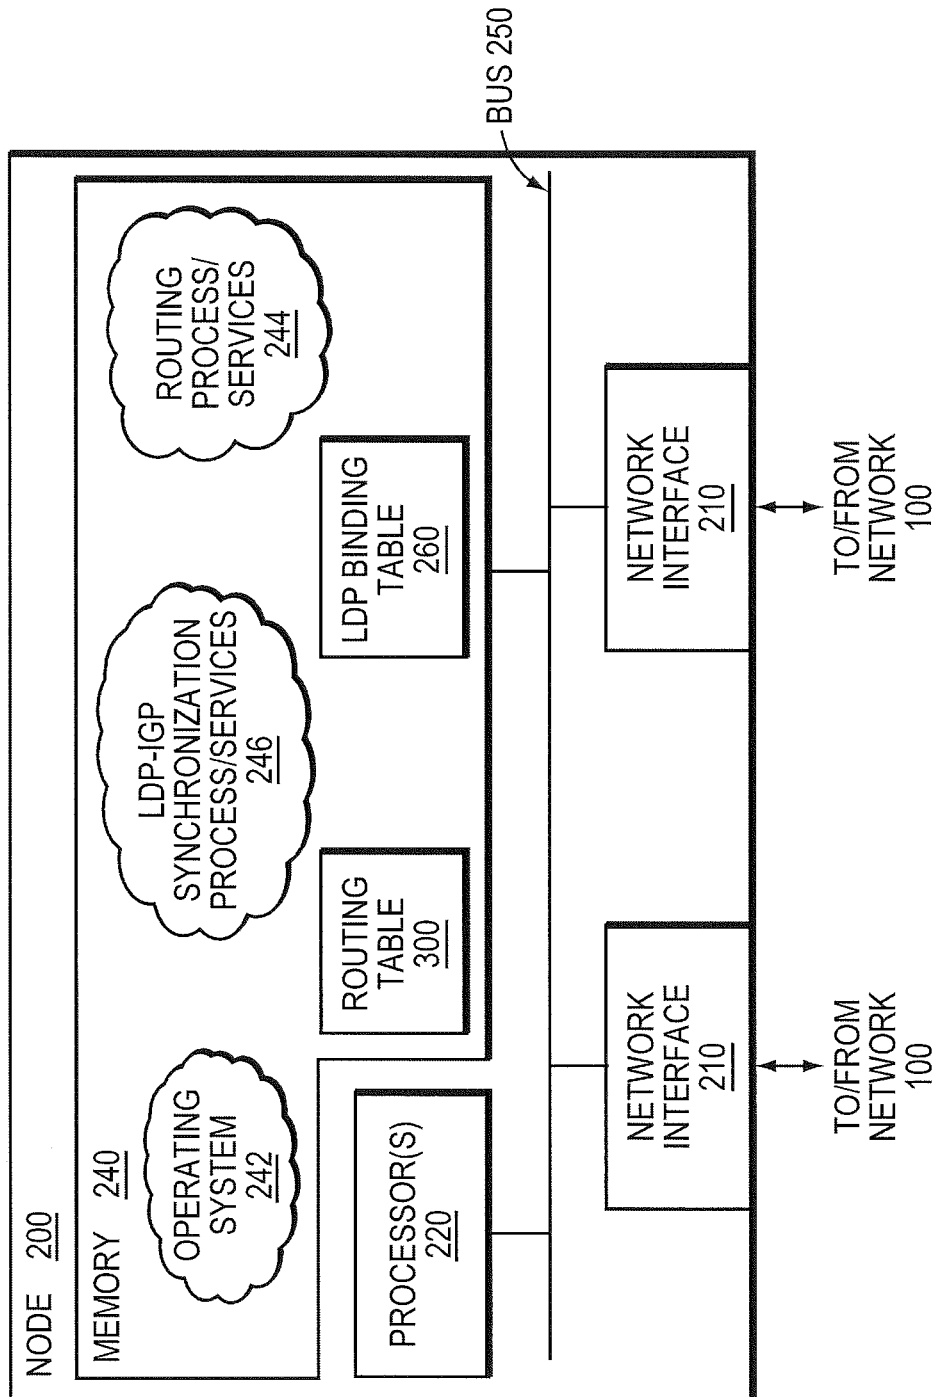 NODE 200
MEMORY 240
OPERATING
SYSTEM
242
LDP-IGP
SYNCHRONIZATION
PROCESS/SERVICES
246
ROUTING
PROCESS/
SERVICES
244
ROUTING
TABLE
300
LDP BINDING
TABLE
260
PROCESSOR(S)
220
BUS 250
NETWORK
INTERFACE
210
NETWORK
INTERFACE
210
TO/FROM
NETWORK
100
TO/FROM
NETWORK
100